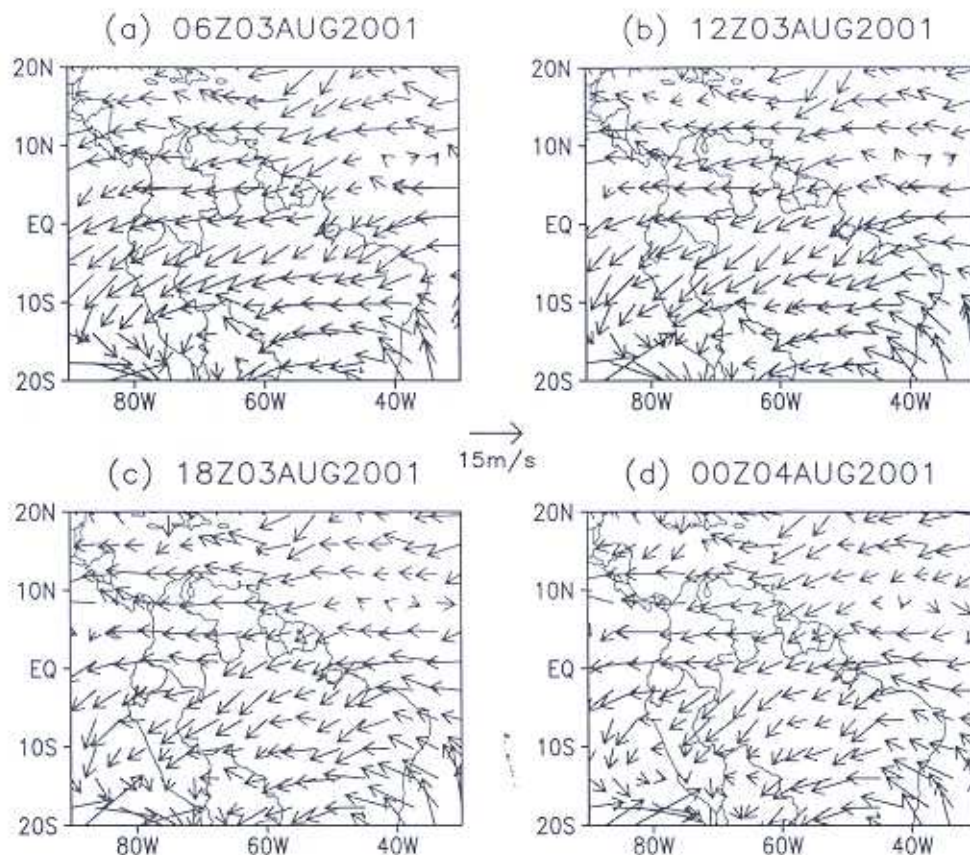 (a) 06Z03AUG2001
(b) 12Z03AUG2001
20N
10N
EQ
10S
20S
80W 60W 40W
20N
10N
EQ
10S
20S
80W 60W 40W
15m/s
(c) 18Z03AUG2001
(d) 00Z04AUG2001
20N
10N
EQ
10S
20S
80W 60W 40W
20N
10N
EQ
10S
20S
80W 60W 40W